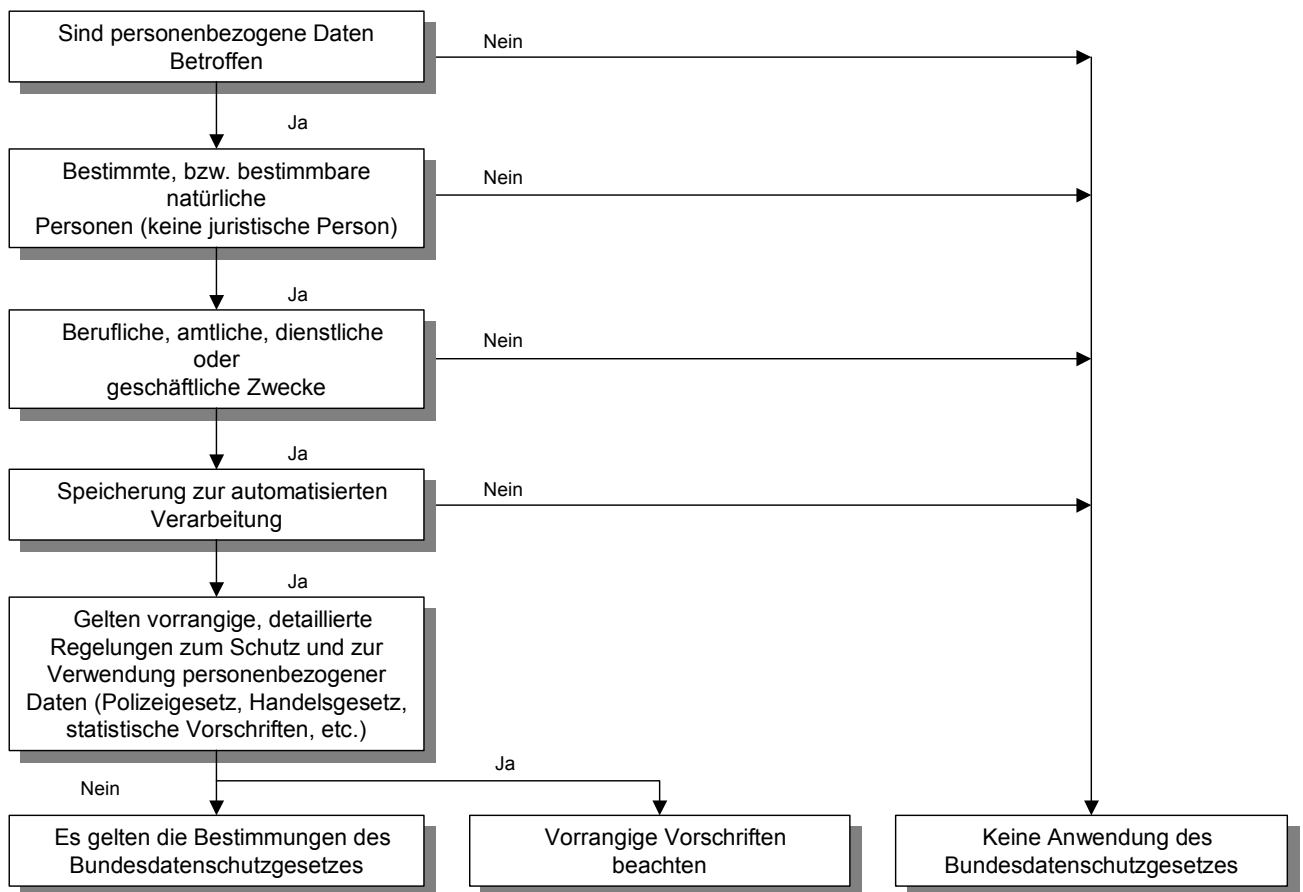 Sind personenbezogene Daten
Betroffen
Nein
Ja
Bestimmte, bzw. bestimmbare
natürliche
Personen (keine juristische Person)
Nein
Ja
Berufliche, amtliche, dienstliche
oder
geschäftliche Zwecke
Nein
Ja
Speicherung zur automatisierten
Verarbeitung
Nein
Ja
Gelten vorrangige, detaillierte
Regelungen zum Schutz und zur
Verwendung personenbezogener
Daten (Polizeigesetz, Handelsgesetz,
statistische Vorschriften, etc.)
Ja
Nein
Es gelten die Bestimmungen des
Bundesdatenschutzgesetzes
Vorrangige Vorschriften
beachten
Keine Anwendung des
Bundesdatenschutzgesetzes